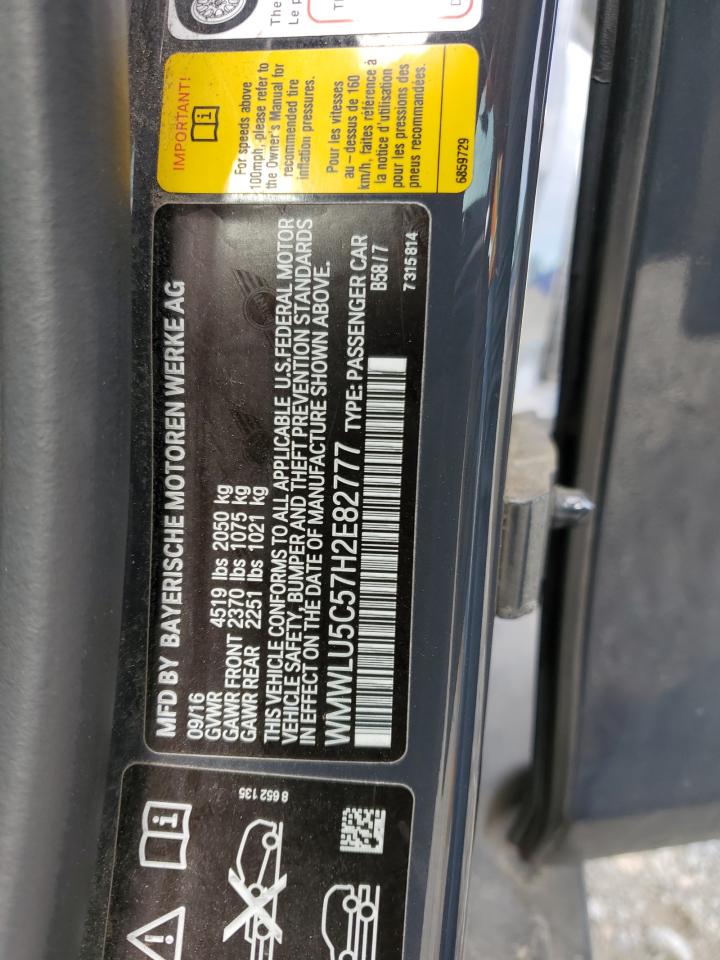 The
Le p
IMPORTANT!
For speeds above
100mph, please refer to
the Owner's Manual for
recommended tire
inflation pressures.
Pour les vitesses
au-dessus de 160
km/h, faites référence à
la notice d'utilisation
pour les pressions des
pneus recommandées.
6859729
MFD BY BAYERISCHE MOTOREN WERKE AG
09/16
GVWR 4519 lbs 2050 kg
GAWR FRONT 2370 lbs 1075 kg
GAWR REAR 2251 lbs 1021 kg
THIS VEHICLE CONFORMS TO ALL APPLICABLE U.S.FEDERAL MOTOR
VEHICLE SAFETY, BUMPER AND THEFT PREVENTION STANDARDS
IN EFFECT ON THE DATE OF MANUFACTURE SHOWN ABOVE.
WMWLU5C57H2E82777 TYPE: PASSENGER CAR
B58/7
7315814
8 652 135